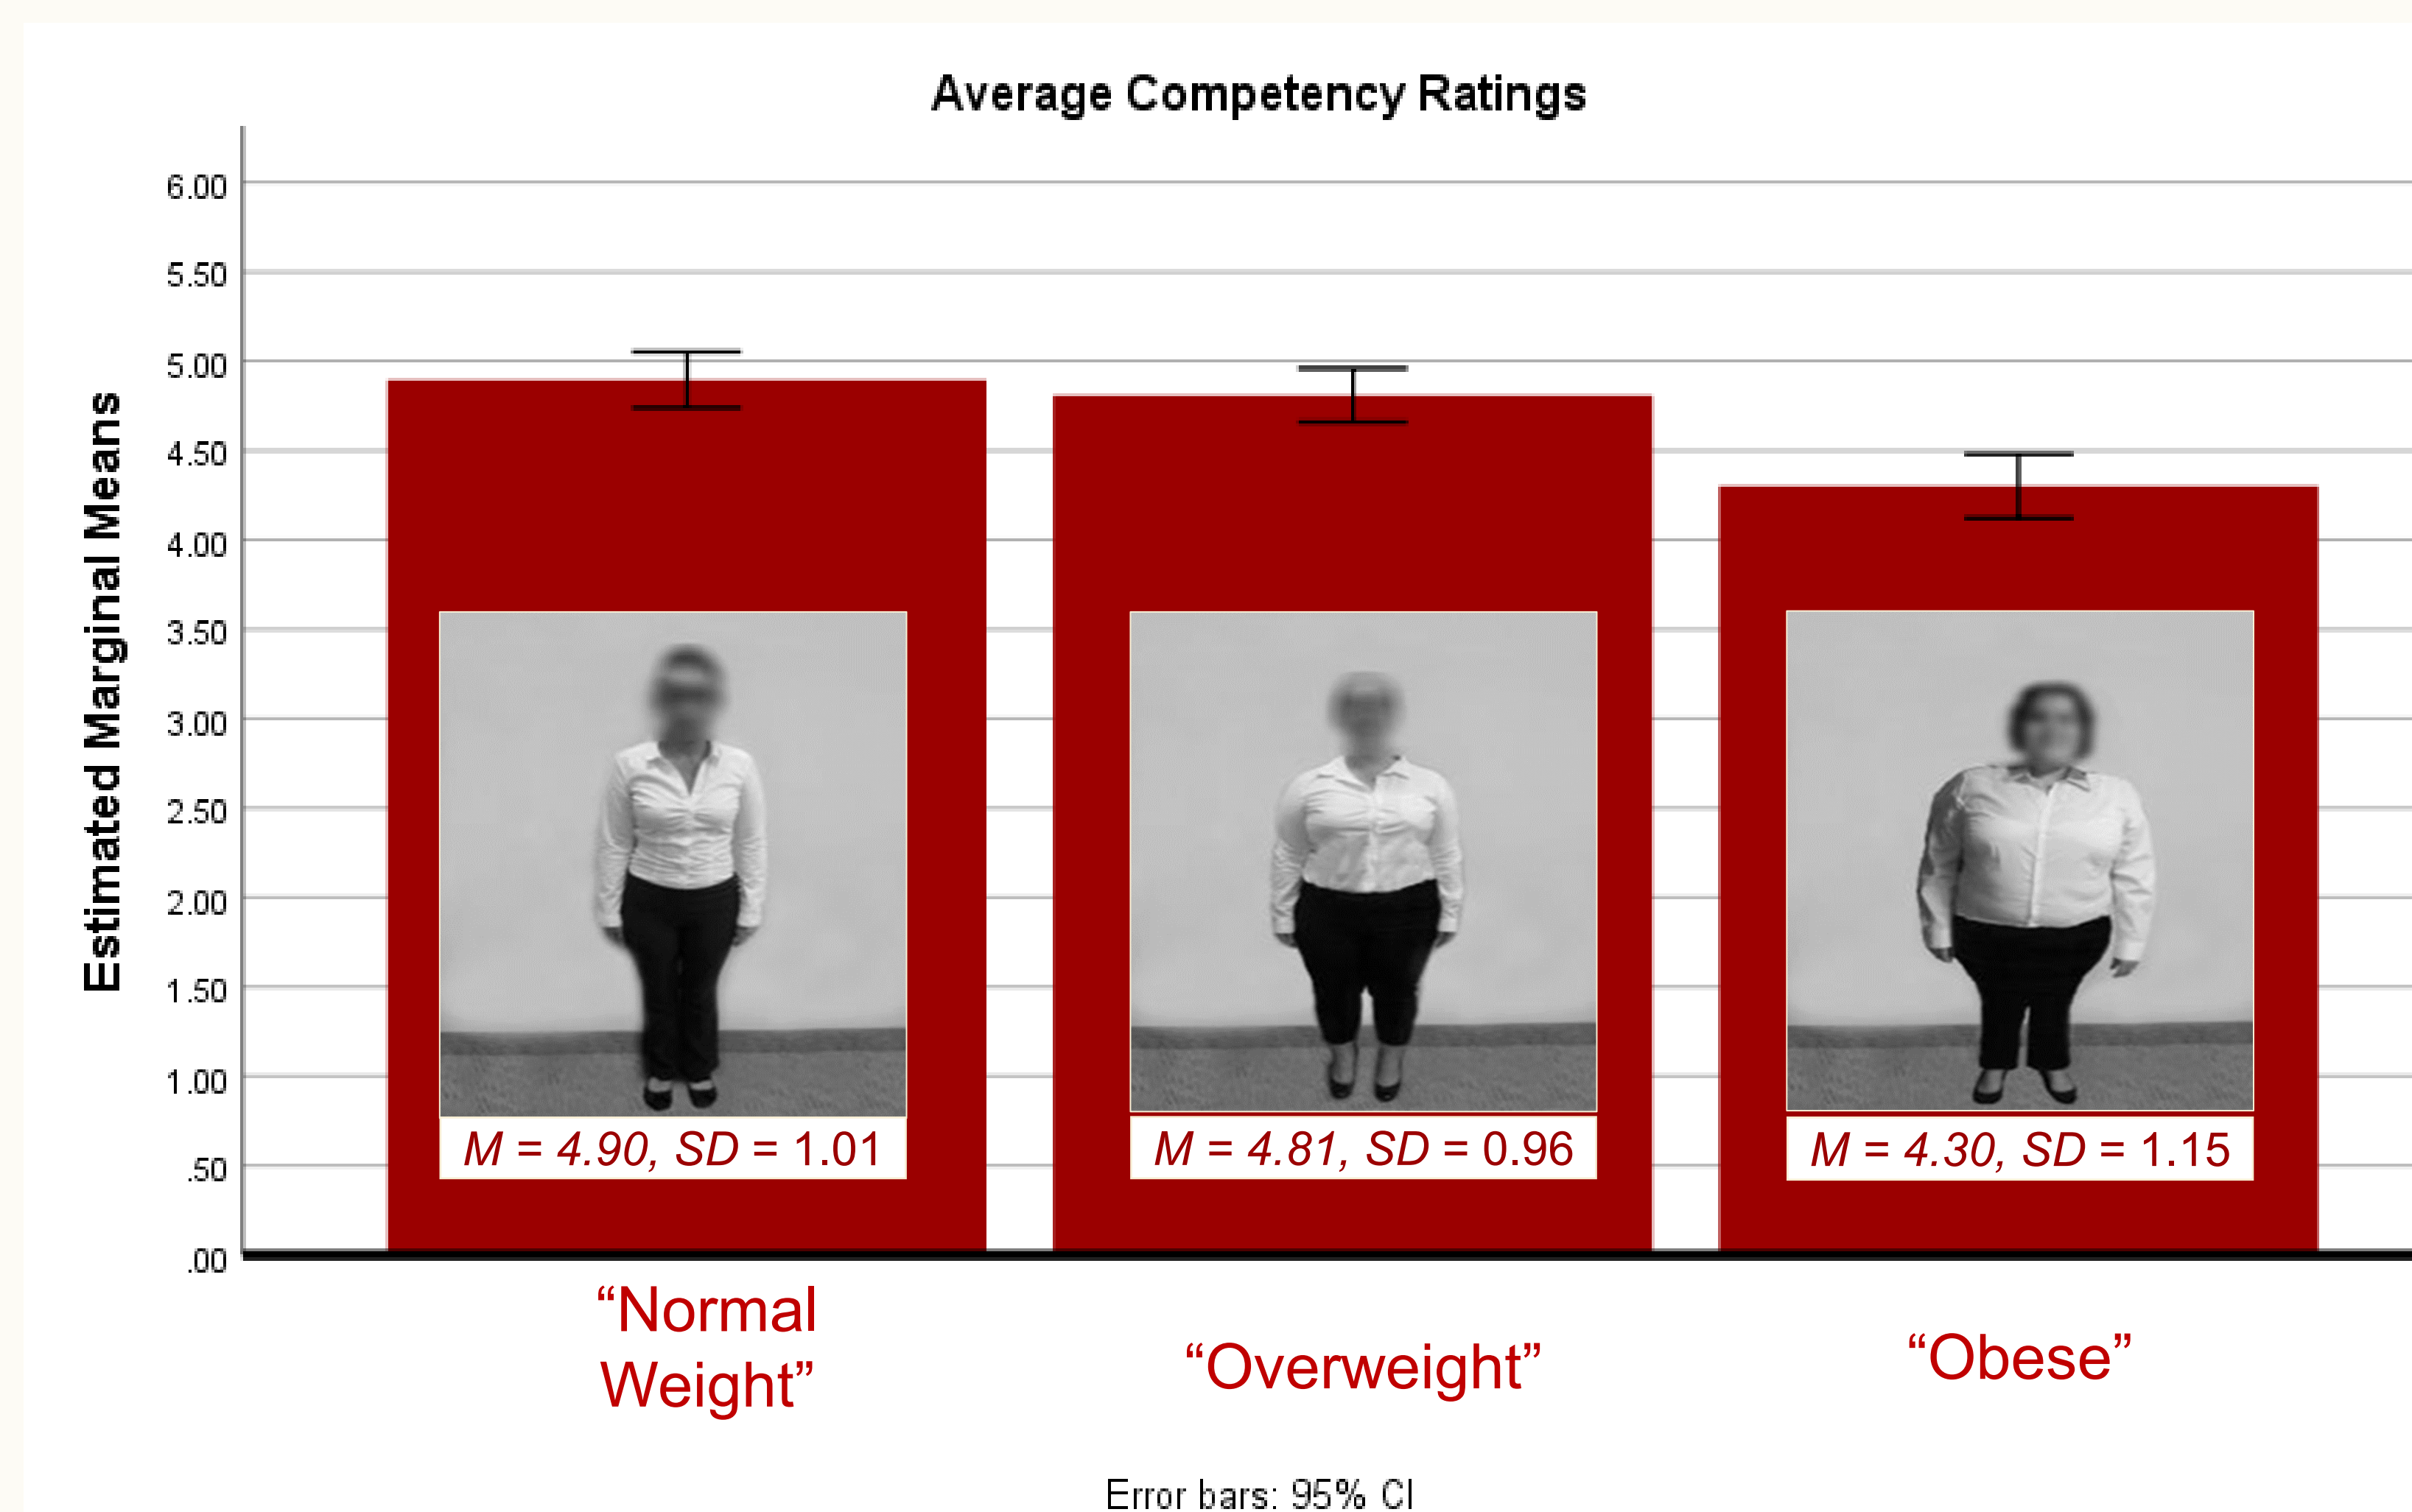 Average Competency Ratings
Estimated Marginal Means
6.00
5.50
5.00
4.50
4.00
3.50
3.00
2.50
2.00
1.50
1.00
.50
.00
M = 4.90, SD = 1.01
M = 4.81, SD = 0.96
M = 4.30, SD = 1.15
“Normal
Weight”
“Overweight”
“Obese”
Error bars: 95% CI